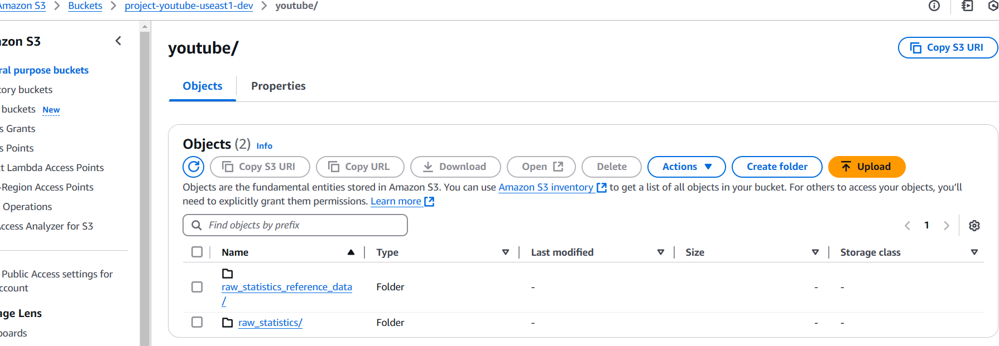 Amazon S3 > Buckets > project-youtube-useast1-dev > youtube/
zon S3
ral purpose buckets
tory buckets
buckets New
s Grants
s Points
ct Lambda Access Points
-Region Access Points
Operations
Access Analyzer for S3
Public Access settings for
ccount
age Lens
boards
youtube/
Copy S3 URI
Objects
Properties
Objects (2) Info
Copy S3 URI
Copy URL
Download
Open
Delete
Actions
Create folder
Upload
Objects are the fundamental entities stored in Amazon S3. You can use Amazon S3 inventory to get a list of all objects in your bucket. For others to access your objects, you’ll
need to explicitly grant them permissions. Learn more
Find objects by prefix
1
Name
Type
Last modified
Size
Storage class
raw_statistics_reference_data
/
Folder
-
-
-
raw_statistics/
Folder
-
-
-